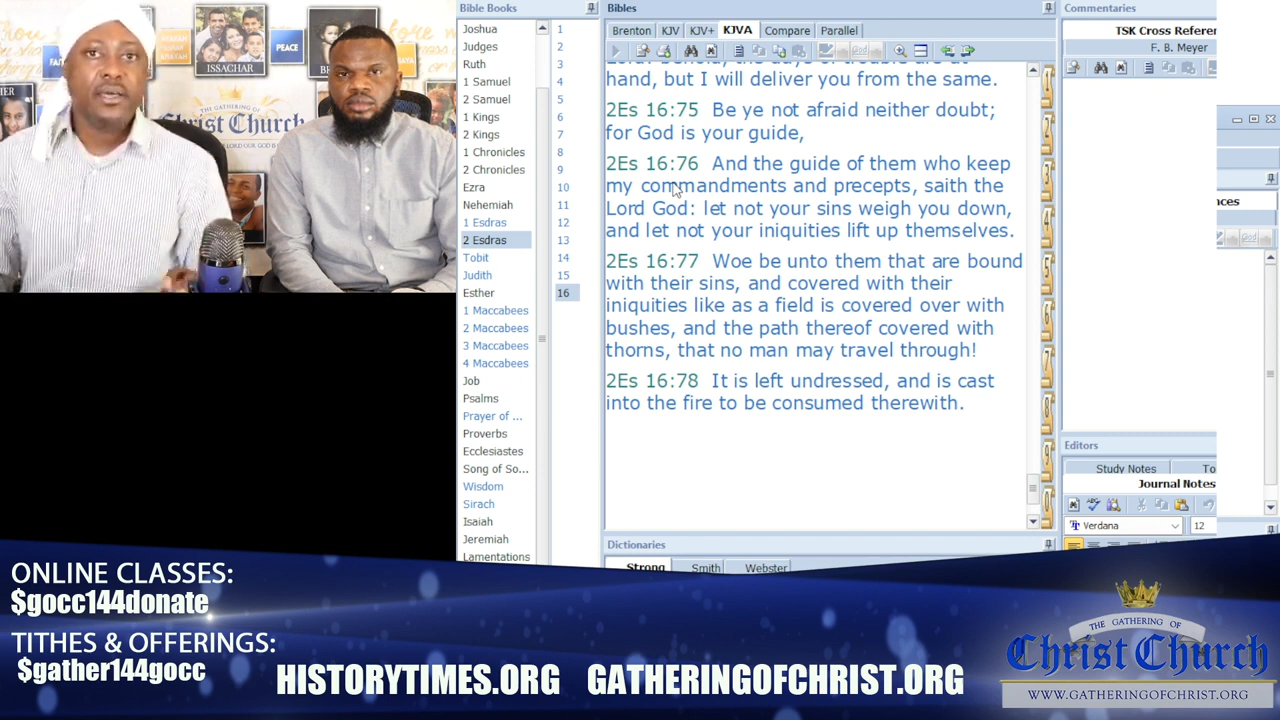 ISSACHAR
PEACE
THE GATHERING OF
Christ Church
Bible Books
Joshua
Judges
Ruth
1 Samuel
2 Samuel
1 Kings
2 Kings
1 Chronicles
2 Chronicles
Ezra
Nehemiah
1 Esdras
2 Esdras
Tobit
Judith
Esther
1 Maccabees
2 Maccabees
3 Maccabees
4 Maccabees
Job
Psalms
Prayer of ...
Proverbs
Ecclesiastes
Song of So...
Wisdom
Sirach
Isaiah
Jeremiah
Lamentations
1
2
3
4
5
6
7
8
9
10
11
12
13
14
15
16
Bibles
Brenton KJV KJV+ KJVA Compare Parallel
hand, but I will deliver you from the same.
2Es 16:75 Be ye not afraid neither doubt;
for God is your guide,
2Es 16:76 And the guide of them who keep
my commandments and precepts, saith the
Lord God: let not your sins weigh you down,
and let not your iniquities lift up themselves.
2Es 16:77 Woe be unto them that are bound
with their sins, and covered with their
iniquities like as a field is covered over with
bushes, and the path thereof covered with
thorns, that no man may travel through!
2Es 16:78 It is left undressed, and is cast
into the fire to be consumed therewith.
Dictionaries
Strong Smith Webster
Commentaries
TSK Cross Refer
F. B. Meyer
nces
Editors
Study Notes To
Journal Notes
Verdana 12
ONLINE CLASSES:
$gocc144donate
TITHES & OFFERINGS:
$gather144gocc
HISTORYTIMES.ORG GATHERINGOFCHRIST.ORG
THE GATHERING OF
Christ Church
WWW.GATHERINGOFCHRIST.ORG